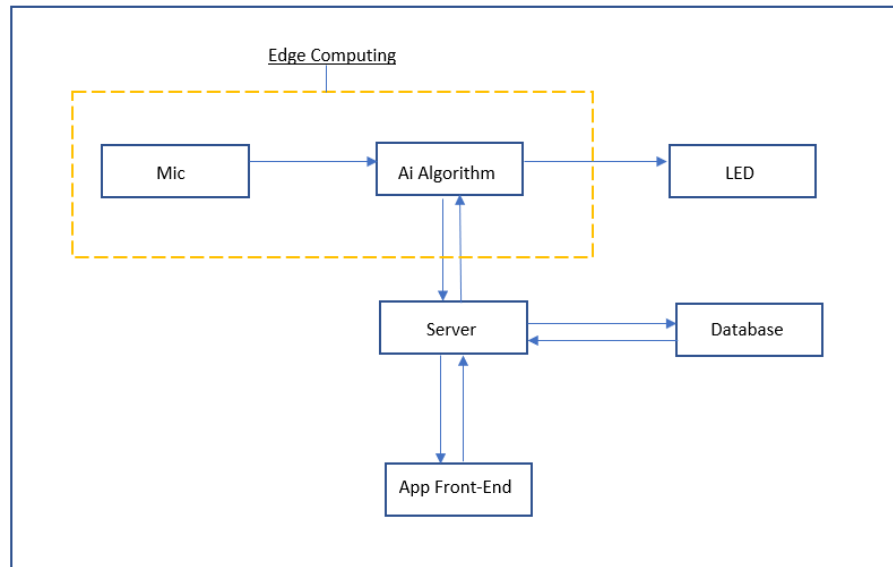 Edge Computing
Mic
Ai Algorithm
LED
Server
Database
App Front-End